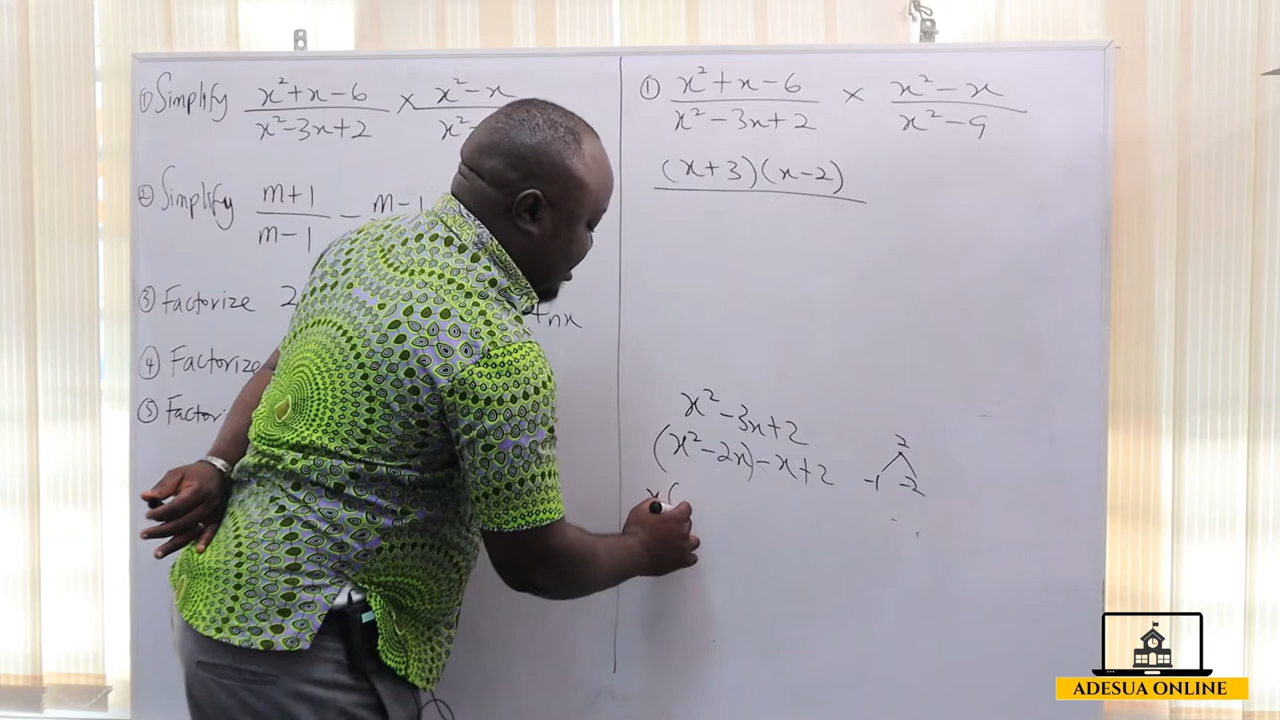 ① Simplify x²+x-6 / x²-3x+2 × x²-x / x²-
② Simplify m+1 / m-1 - m-1
③ Factorize 2 +nx
④ Factorize
⑤ Factori
① x²+x-6 / x²-3x+2 × x²-x / x²-9
(x+3)(x-2)
x²-3x+2
(x²-2x)-x+2
2
-1 -2
x(
ADESUA ONLINE